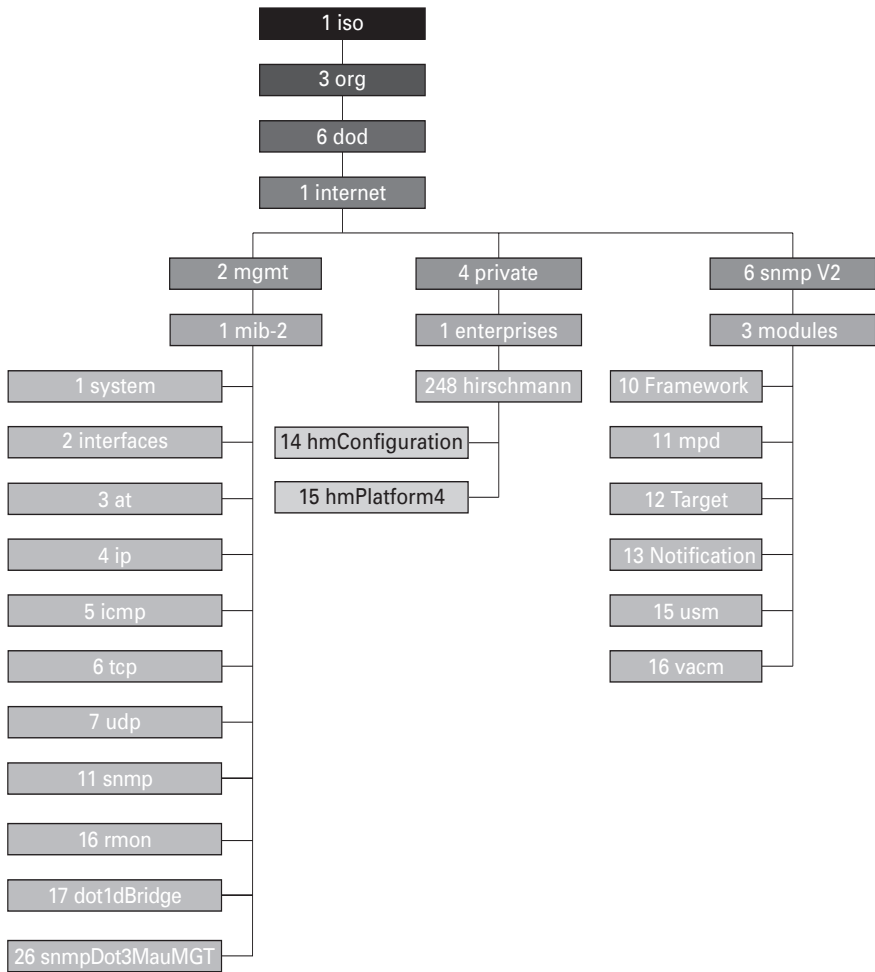 1 iso
3 org
6 dod
1 internet
2 mgmt
4 private
6 snmp V2
1 mib-2
1 enterprises
3 modules
1 system
248 hirschmann
10 Framework
2 interfaces
14 hmConfiguration
11 mpd
3 at
15 hmPlatform4
12 Target
4 ip
13 Notification
5 icmp
15 usm
6 tcp
16 vacm
7 udp
11 snmp
16 rmon
17 dot1dBridge
26 snmpDot3MauMGT